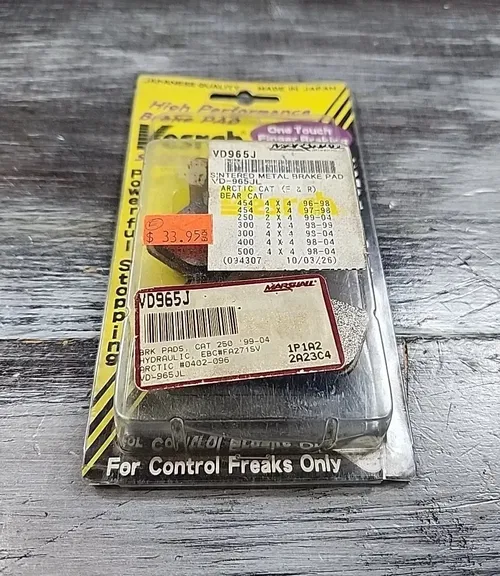 JAPANESE QUALITY MADE IN JAPAN
High Performance
Brake PAD
Vesrah
One Touch
VD965J
SINTERED METAL BRAKE PAD
VD-965JL
ARCTIC CAT (F & R)
BEAR CAT
454 4 X 4 96-98
454 2 X 4 97-98
250 2 X 4 99-04
300 2 X 4 98-99
300 4 X 4 98-04
400 4 X 4 98-04
500 4 X 4 98-04
(094307 10/03/26)
$ 33.95
Powerful Stopping
MARSHALL
VD965J
BRK PADS, CAT 250 '99-04
HYDRAULIC, EBC#FA271SV
ARCTIC #0402-096
VD-965JL
1P1A2
2A23C4
For Control Freaks Only